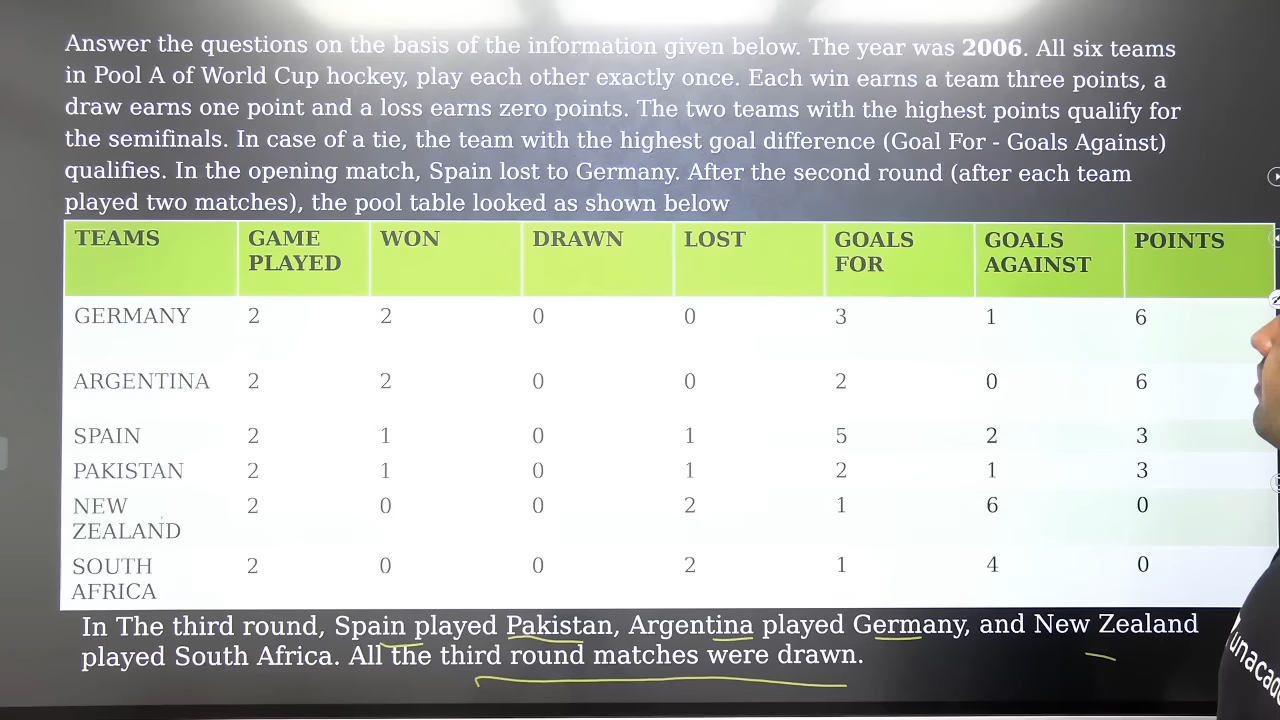 Answer the questions on the basis of the information given below. The year was 2006. All six teams
in Pool A of World Cup hockey, play each other exactly once. Each win earns a team three points, a
draw earns one point and a loss earns zero points. The two teams with the highest points qualify for
the semifinals. In case of a tie, the team with the highest goal difference (Goal For - Goals Against)
qualifies. In the opening match, Spain lost to Germany. After the second round (after each team
played two matches), the pool table looked as shown below
TEAMS GAME PLAYED WON DRAWN LOST GOALS FOR GOALS AGAINST POINTS
GERMANY 2 2 0 0 3 1 6
ARGENTINA 2 2 0 0 2 0 6
SPAIN 2 1 0 1 5 2 3
PAKISTAN 2 1 0 1 2 1 3
NEW ZEALAND 2 0 0 2 1 6 0
SOUTH AFRICA 2 0 0 2 1 4 0
In The third round, Spain played Pakistan, Argentina played Germany, and New Zealand
played South Africa. All the third round matches were drawn.